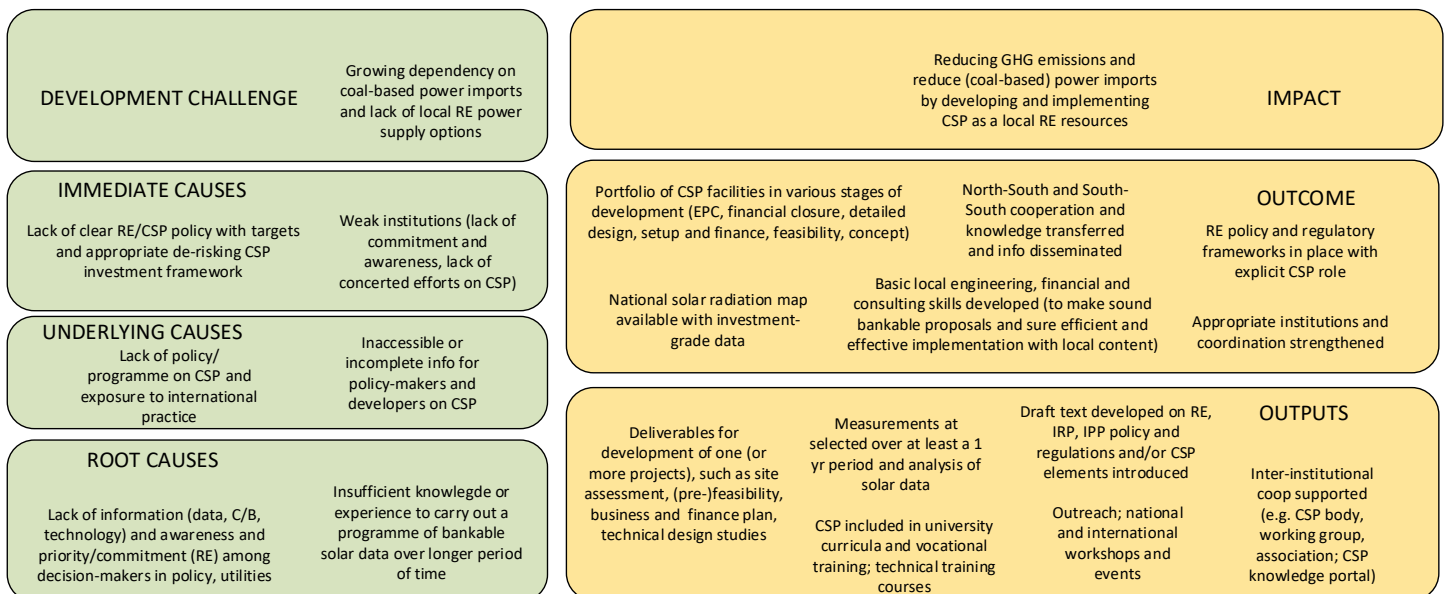 DEVELOPMENT CHALLENGE
Growing dependency on
coal-based power imports
and lack of local RE power
supply options
IMMEDIATE CAUSES
Lack of clear RE/CSP policy with targets
and appropriate de-risking CSP
investment framework
Weak institutions (lack of
commitment and
awareness, lack of
concerted efforts on CSP)
UNDERLYING CAUSES
Lack of policy/
programme on CSP and
exposure to international
practice
Inaccessible or
incomplete info for
policy-makers and
developers on CSP
ROOT CAUSES
Lack of information (data, C/B,
technology) and awareness and
priority/commitment (RE) among
decision-makers in policy, utilities
Insufficient knowlegde or
experience to carry out a
programme of bankable
solar data over longer period
of time
Reducing GHG emissions and
reduce (coal-based) power imports
by developing and implementing
CSP as a local RE resources
IMPACT
Portfolio of CSP facilities in various stages of
development (EPC, financial closure, detailed
design, setup and finance, feasibility, concept)
North-South and South-
South cooperation and
knowledge transferred
and info disseminated
OUTCOME
RE policy and regulatory
frameworks in place with
explicit CSP role
National solar radiation map
available with investment-
grade data
Basic local engineering, financial and
consulting skills developed (to make sound
bankable proposals and sure efficient and
effective implementation with local content)
Appropriate institutions and
coordination strengthened
Deliverables for
development of one (or
more projects), such as site
assessment, (pre-)feasibility,
business and finance plan,
technical design studies
Measurements at
selected over at least a 1
yr period and analysis of
solar data
CSP included in university
curricula and vocational
training; technical training
courses
Draft text developed on RE,
IRP, IPP policy and
regulations and/or CSP
elements introduced
Outreach; national
and international
workshops and
events
OUTPUTS
Inter-institutional
coop supported
(e.g. CSP body,
working group,
association; CSP
knowledge portal)